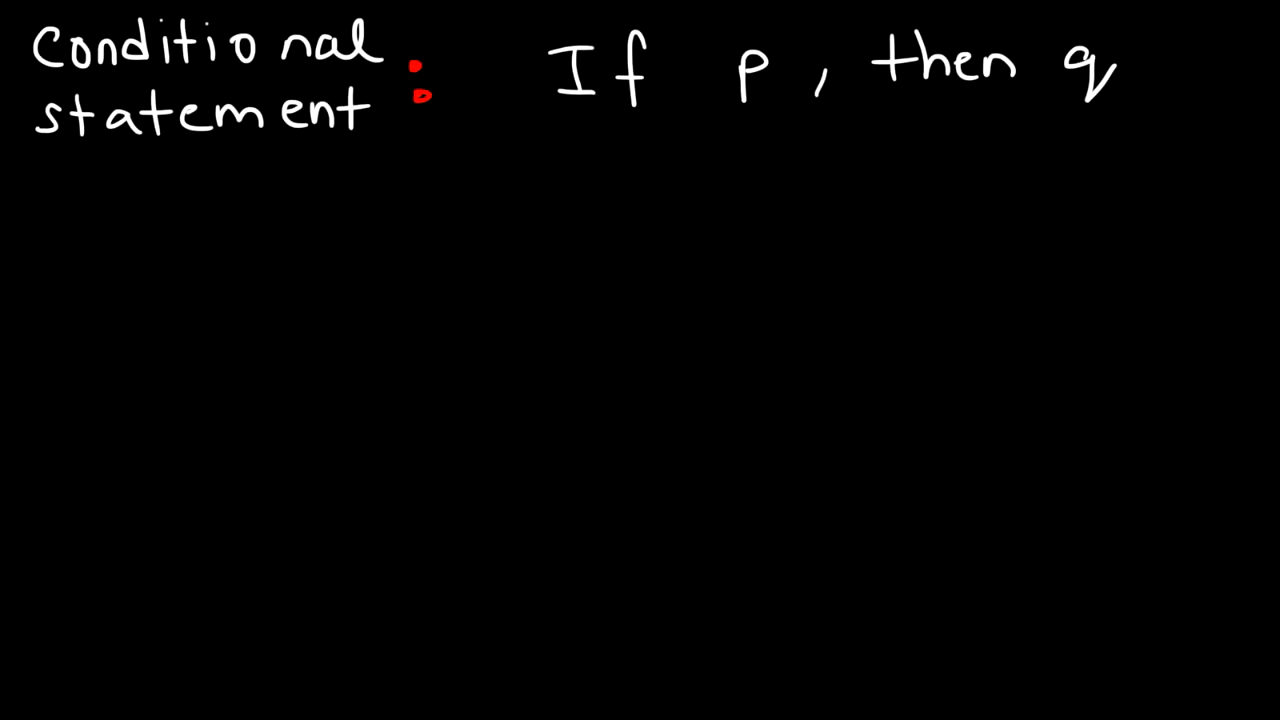 Conditional : If p, then q
statement